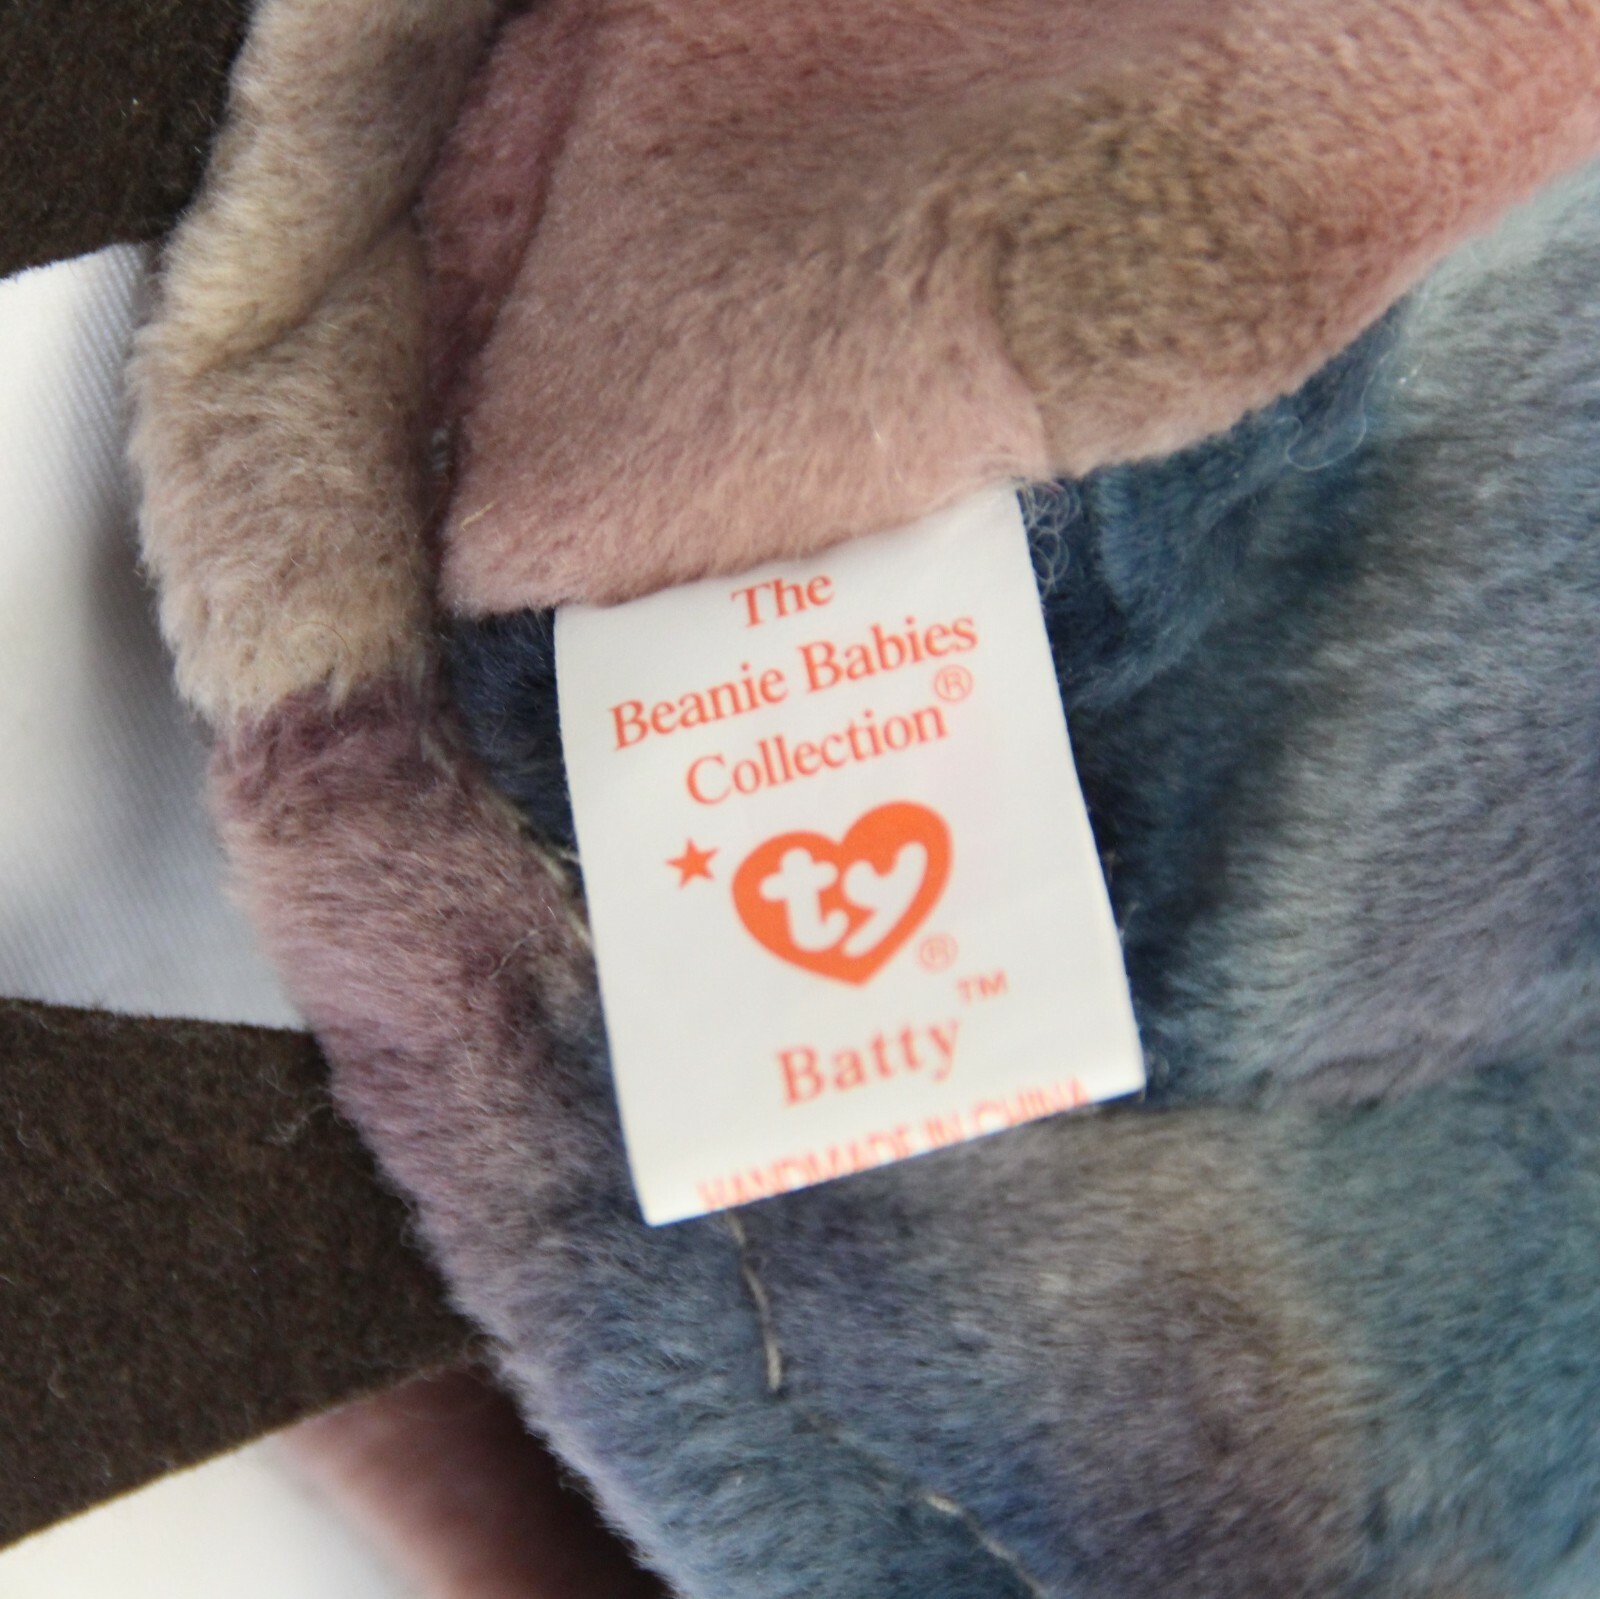 The
Beanie Babies
Collection®
ty®
™
Batty
HANDMADE IN CHINA